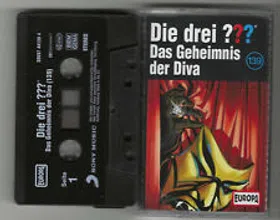 Die drei ???
Das Geheimnis der Diva (139)
Seite
1
STEREO
SONY MUSIC
EUROPA
Die drei ???
Das Geheimnis
der Diva
139
EUROPA